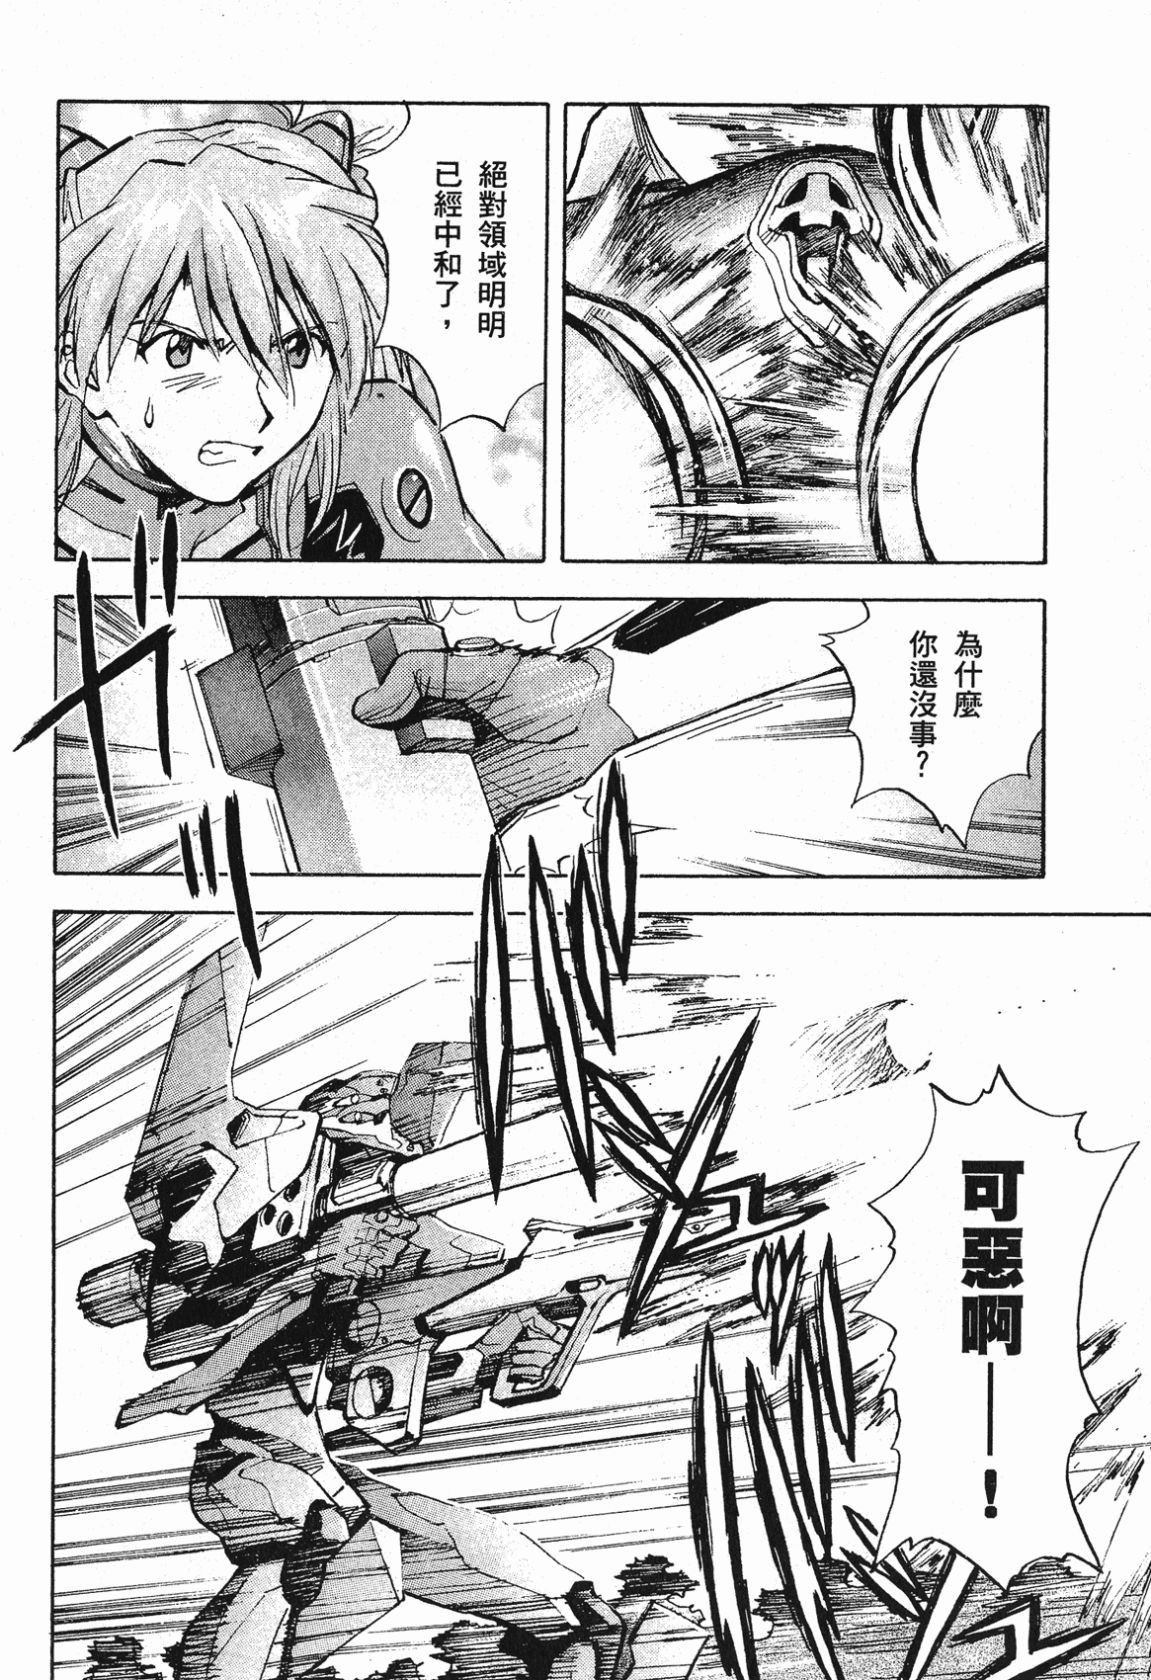 絕對領域明明
已經中和了，
為什麼
你還沒事？
可惡啊——！